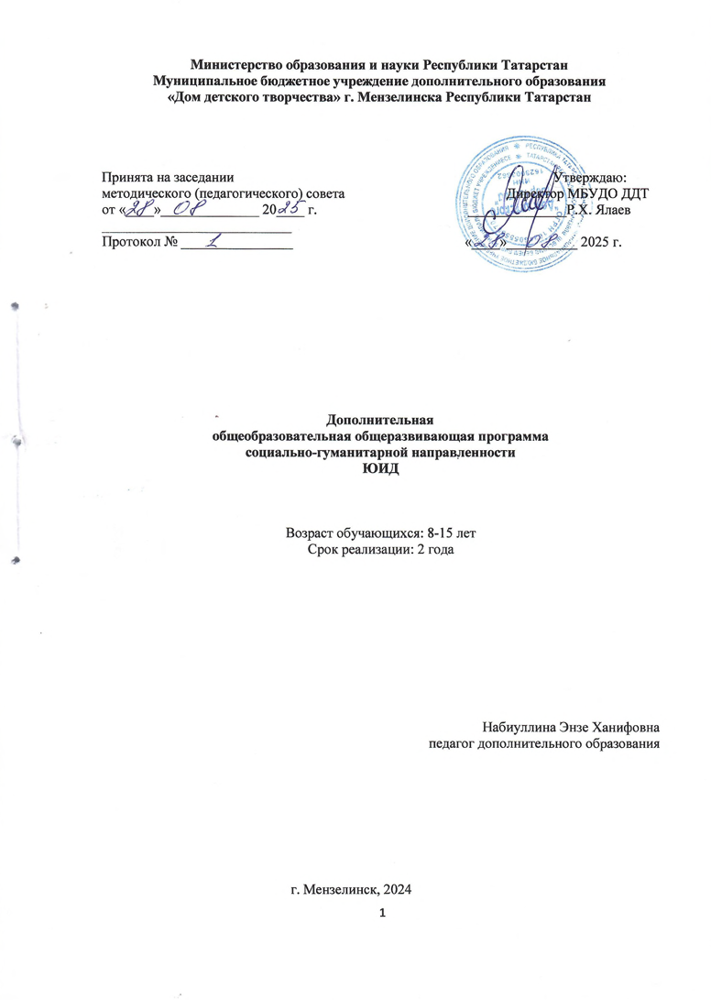 Министерство образования и науки Республики Татарстан
Муниципальное бюджетное учреждение дополнительного образования
«Дом детского творчества» г. Мензелинска Республики Татарстан
Принята на заседании
методического (педагогического) совета
от «28» 08 2025 г.
Протокол № 1
Утверждаю:
Директор МБУДО ДДТ
Р.Х. Ялаев
«28» 08 2025 г.
Дополнительная
общеобразовательная общеразвивающая программа
социально-гуманитарной направленности
ЮИД
Возраст обучающихся: 8-15 лет
Срок реализации: 2 года
Набиуллина Энзе Ханифовна
педагог дополнительного образования
г. Мензелинск, 2024
1